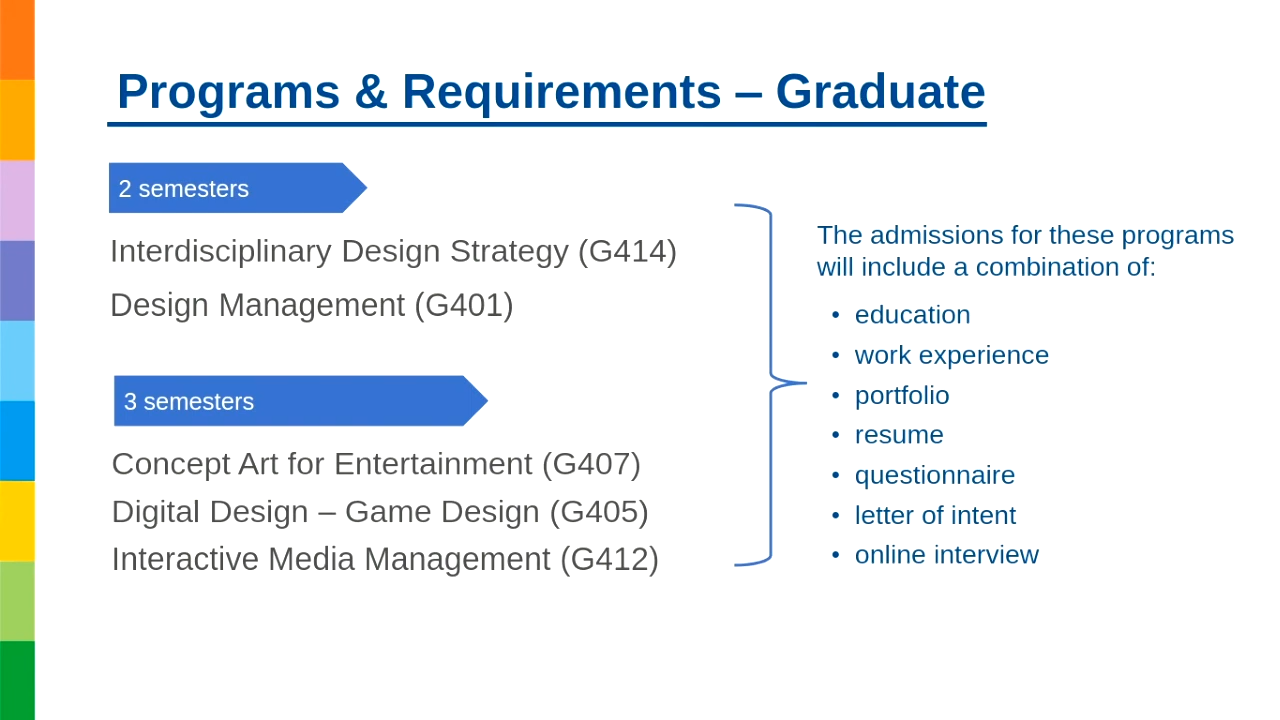 Programs & Requirements – Graduate
2 semesters
Interdisciplinary Design Strategy (G414)
Design Management (G401)
3 semesters
Concept Art for Entertainment (G407)
Digital Design – Game Design (G405)
Interactive Media Management (G412)
The admissions for these programs
will include a combination of:
• education
• work experience
• portfolio
• resume
• questionnaire
• letter of intent
• online interview